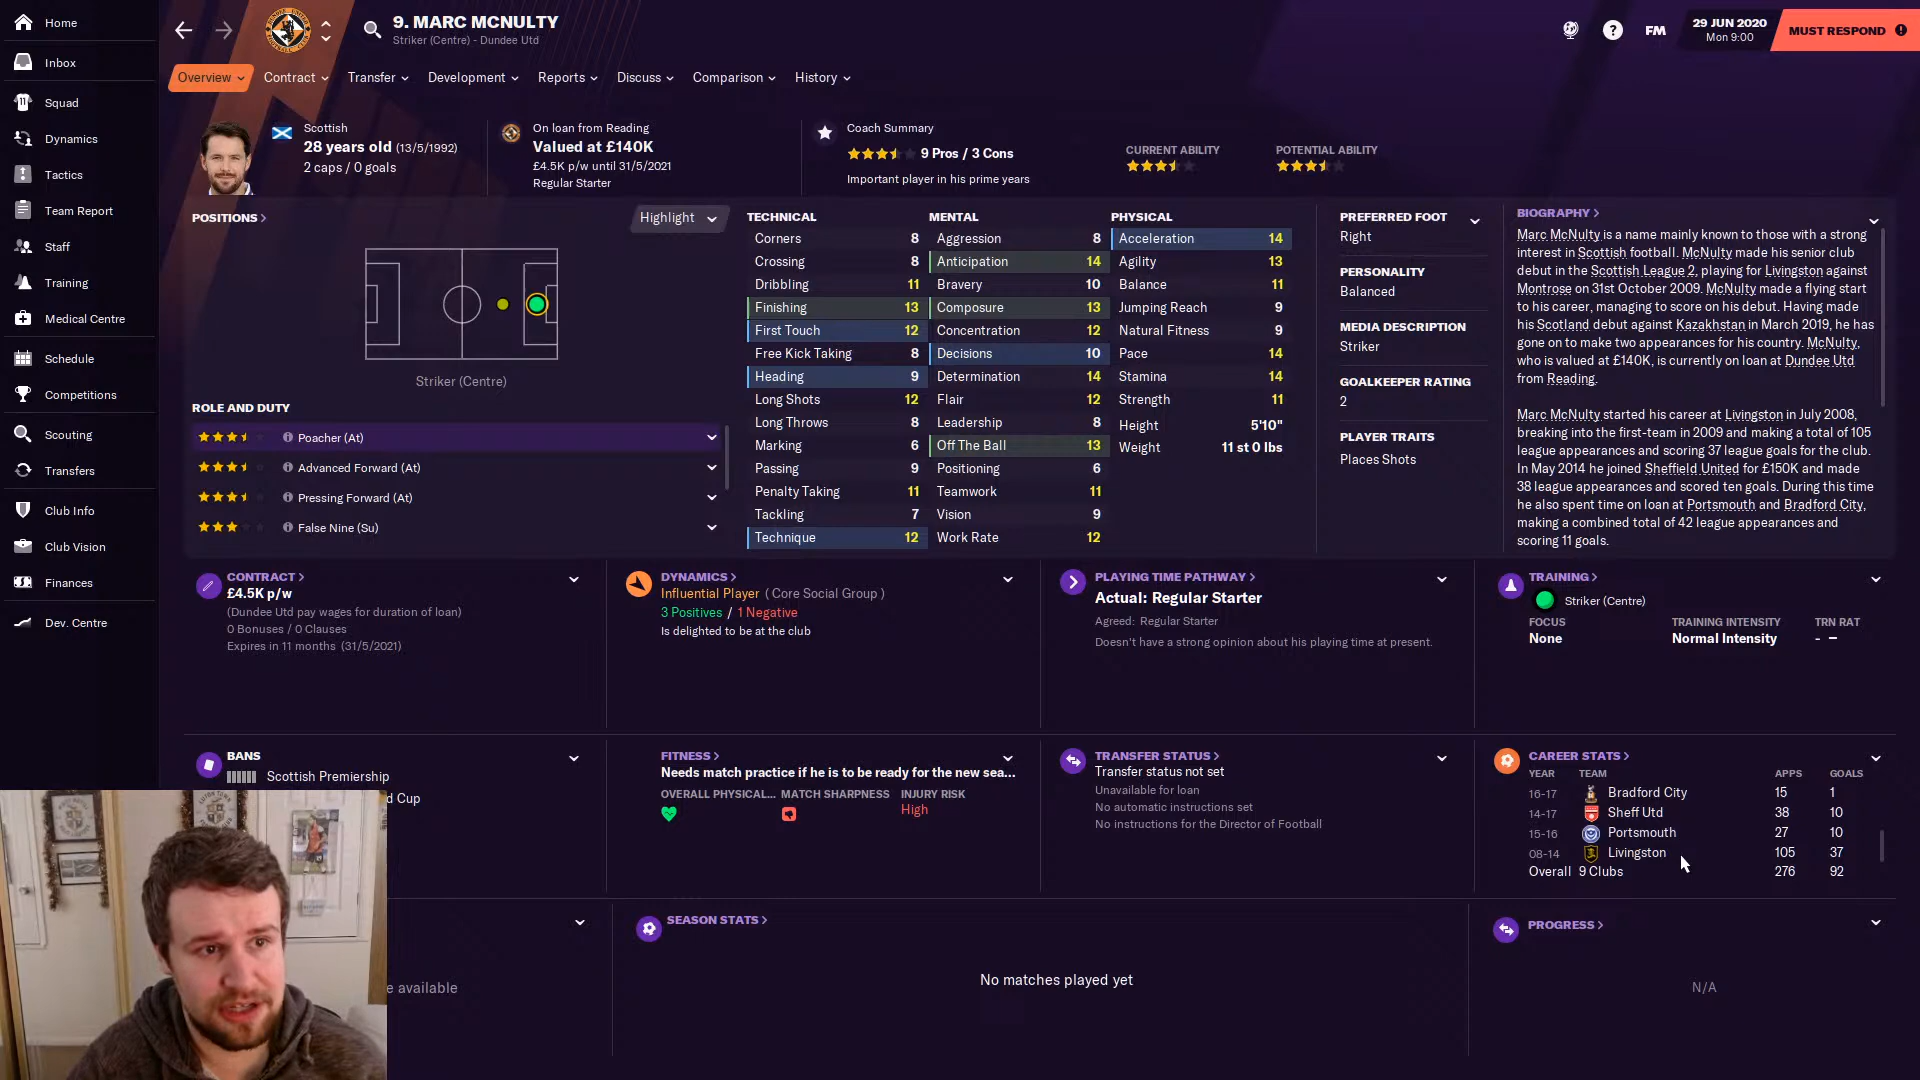 Home
Inbox
Squad
Dynamics
Tactics
Team Report
Staff
Training
Medical Centre
Schedule
Competitions
Scouting
Transfers
Club Info
Club Vision
Finances
Dev. Centre
9. MARC MCNULTY
Striker (Centre) - Dundee Utd
FM
29 JUN 2020
Mon 9:00
MUST RESPOND
Overview
Contract
Transfer
Development
Reports
Discuss
Comparison
History
Scottish
28 years old (13/5/1992)
2 caps / 0 goals
On loan from Reading
Valued at £140K
£4.5K p/w until 31/5/2021
Regular Starter
Coach Summary
9 Pros / 3 Cons
Important player in his prime years
CURRENT ABILITY
POTENTIAL ABILITY
POSITIONS
Highlight
Striker (Centre)
ROLE AND DUTY
Poacher (At)
Advanced Forward (At)
Pressing Forward (At)
False Nine (Su)
TECHNICAL
Corners 8
Crossing 8
Dribbling 11
Finishing 13
First Touch 12
Free Kick Taking 8
Heading 9
Long Shots 12
Long Throws 8
Marking 6
Passing 9
Penalty Taking 11
Tackling 7
Technique 12
MENTAL
Aggression 8
Anticipation 14
Bravery 10
Composure 13
Concentration 12
Decisions 10
Determination 14
Flair 12
Leadership 8
Off The Ball 13
Positioning 6
Teamwork 11
Vision 9
Work Rate 12
PHYSICAL
Acceleration 14
Agility 13
Balance 11
Jumping Reach 9
Natural Fitness 9
Pace 14
Stamina 14
Strength 11
Height 5'10"
Weight 11 st 0 lbs
PREFERRED FOOT
Right
PERSONALITY
Balanced
MEDIA DESCRIPTION
Striker
GOALKEEPER RATING
2
PLAYER TRAITS
Places Shots
BIOGRAPHY
Marc McNulty is a name mainly known to those with a strong
interest in Scottish football. McNulty made his senior club
debut in the Scottish League 2, playing for Livingston against
Montrose on 31st October 2009. McNulty made a flying start
to his career, managing to score on his debut. Having made
his Scotland debut against Kazakhstan in March 2019, he has
gone on to make two appearances for his country. McNulty,
who is valued at £140K, is currently on loan at Dundee Utd
from Reading.
Marc McNulty started his career at Livingston in July 2008,
breaking into the first-team in 2009 and making a total of 105
league appearances and scoring 37 league goals for the club.
In May 2014 he joined Sheffield United for £150K and made
38 league appearances and scored ten goals. During this time
he also spent time on loan at Portsmouth and Bradford City,
making a combined total of 42 league appearances and
scoring 11 goals.
CONTRACT
£4.5K p/w
(Dundee Utd pay wages for duration of loan)
0 Bonuses / 0 Clauses
Expires in 11 months (31/5/2021)
DYNAMICS
Influential Player ( Core Social Group )
3 Positives / 1 Negative
Is delighted to be at the club
PLAYING TIME PATHWAY
Actual: Regular Starter
Agreed: Regular Starter
Doesn't have a strong opinion about his playing time at present.
TRAINING
Striker (Centre)
FOCUS
None
TRAINING INTENSITY
Normal Intensity
TRN RAT
- –
BANS
Scottish Premiership
d Cup
FITNESS
Needs match practice if he is to be ready for the new sea...
OVERALL PHYSICAL... MATCH SHARPNESS INJURY RISK
High
TRANSFER STATUS
Transfer status not set
Unavailable for loan
No automatic instructions set
No instructions for the Director of Football
CAREER STATS
YEAR TEAM APPS GOALS
16-17 Bradford City 15 1
14-17 Sheff Utd 38 10
15-16 Portsmouth 27 10
08-14 Livingston 105 37
Overall 9 Clubs 276 92
e available
SEASON STATS
No matches played yet
PROGRESS
N/A